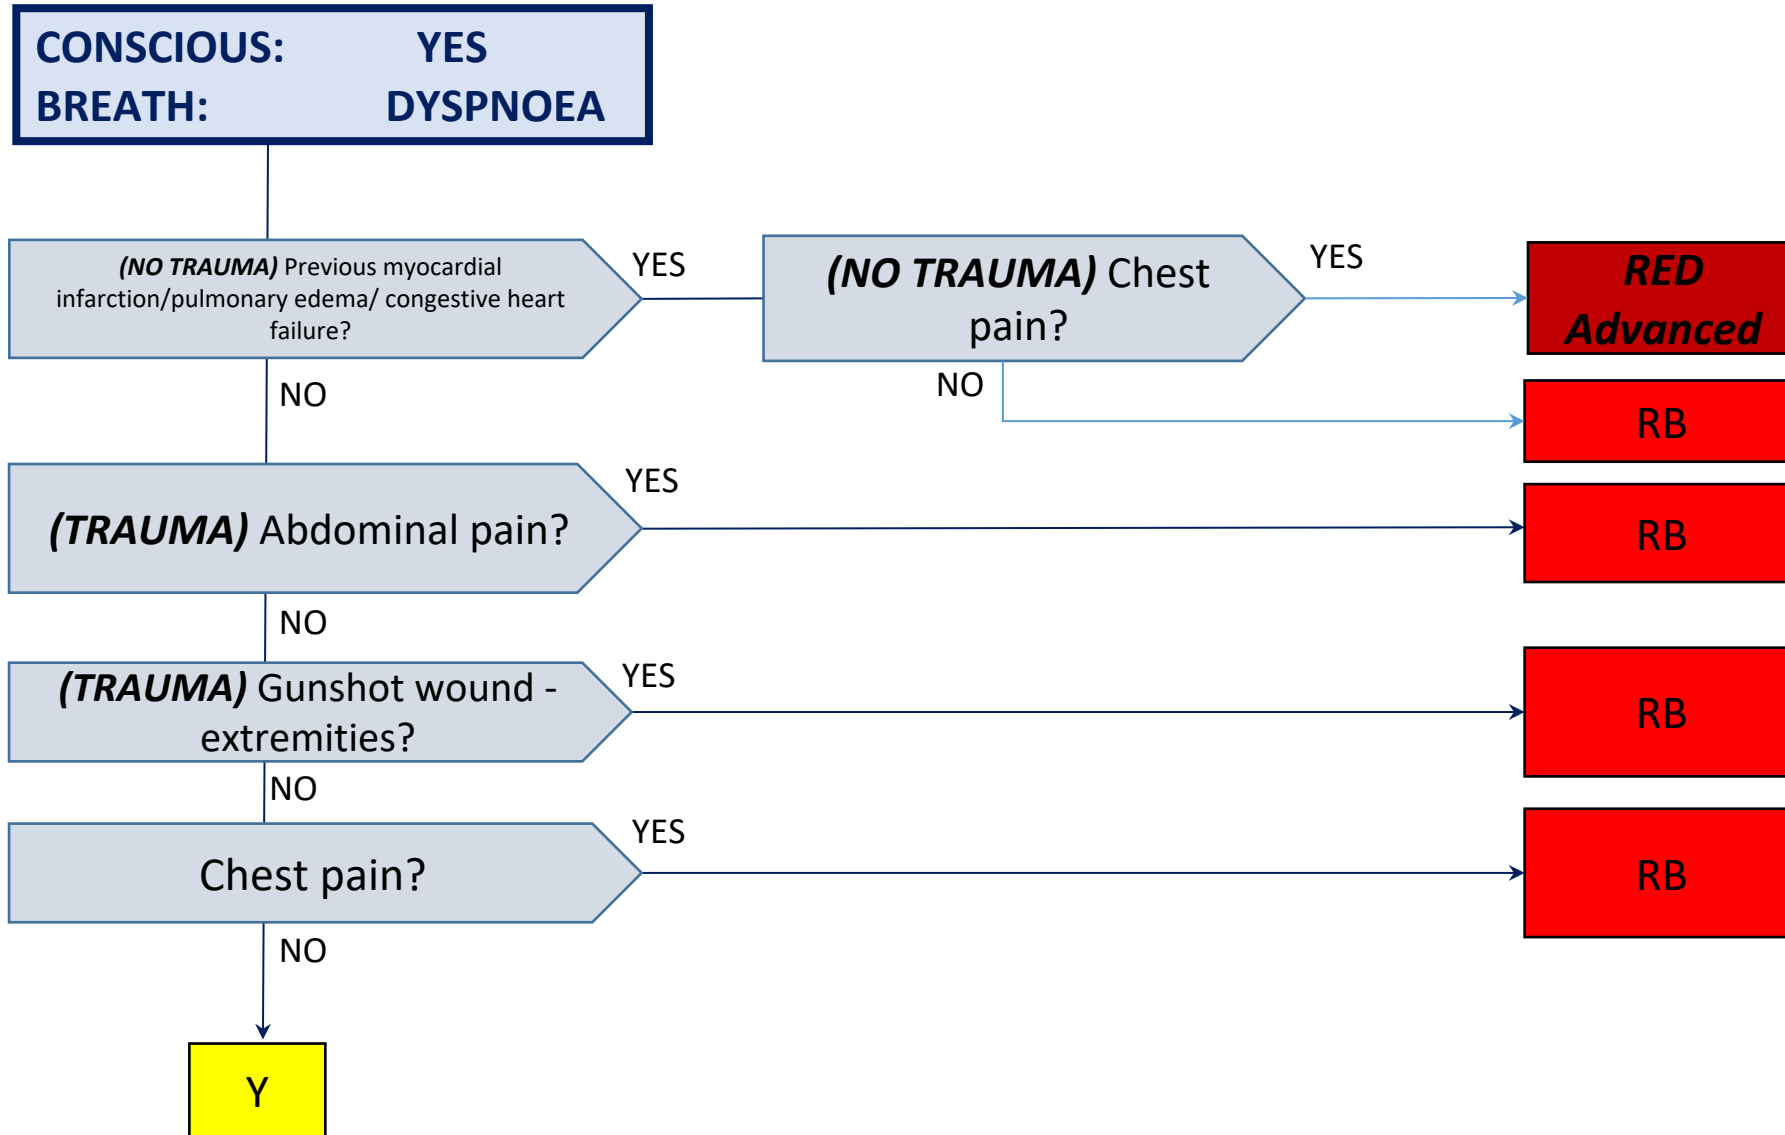 CONSCIOUS: YES
BREATH: DYSPNOEA
(NO TRAUMA) Previous myocardial
infarction/pulmonary edema/ congestive heart
failure?
YES
(NO TRAUMA) Chest
pain?
YES
RED
Advanced
NO
RB
NO
(TRAUMA) Abdominal pain?
YES
RB
NO
(TRAUMA) Gunshot wound -
extremities?
YES
RB
NO
Chest pain?
YES
RB
NO
Y